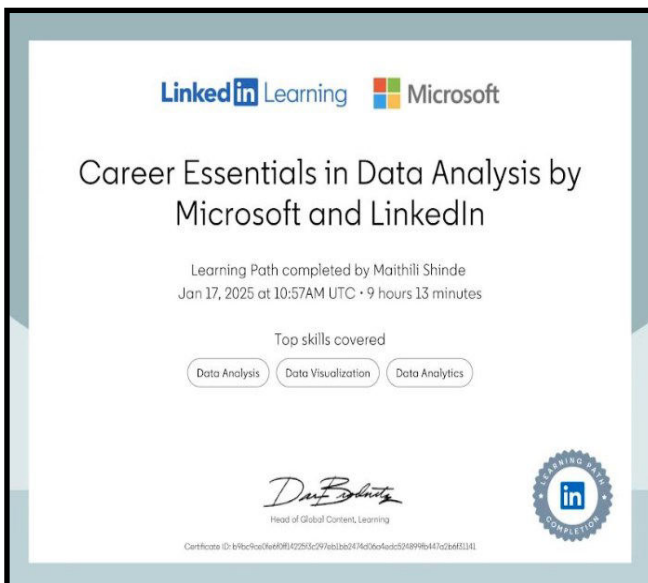 LinkedIn Learning Microsoft
Career Essentials in Data Analysis by
Microsoft and LinkedIn
Learning Path completed by Maithili Shinde
Jan 17, 2025 at 10:57AM UTC • 9 hours 13 minutes
Top skills covered
Data Analysis Data Visualization Data Analytics
Head of Global Content, Learning
Certificate ID:
LEARNING PATH
in
COMPLETION